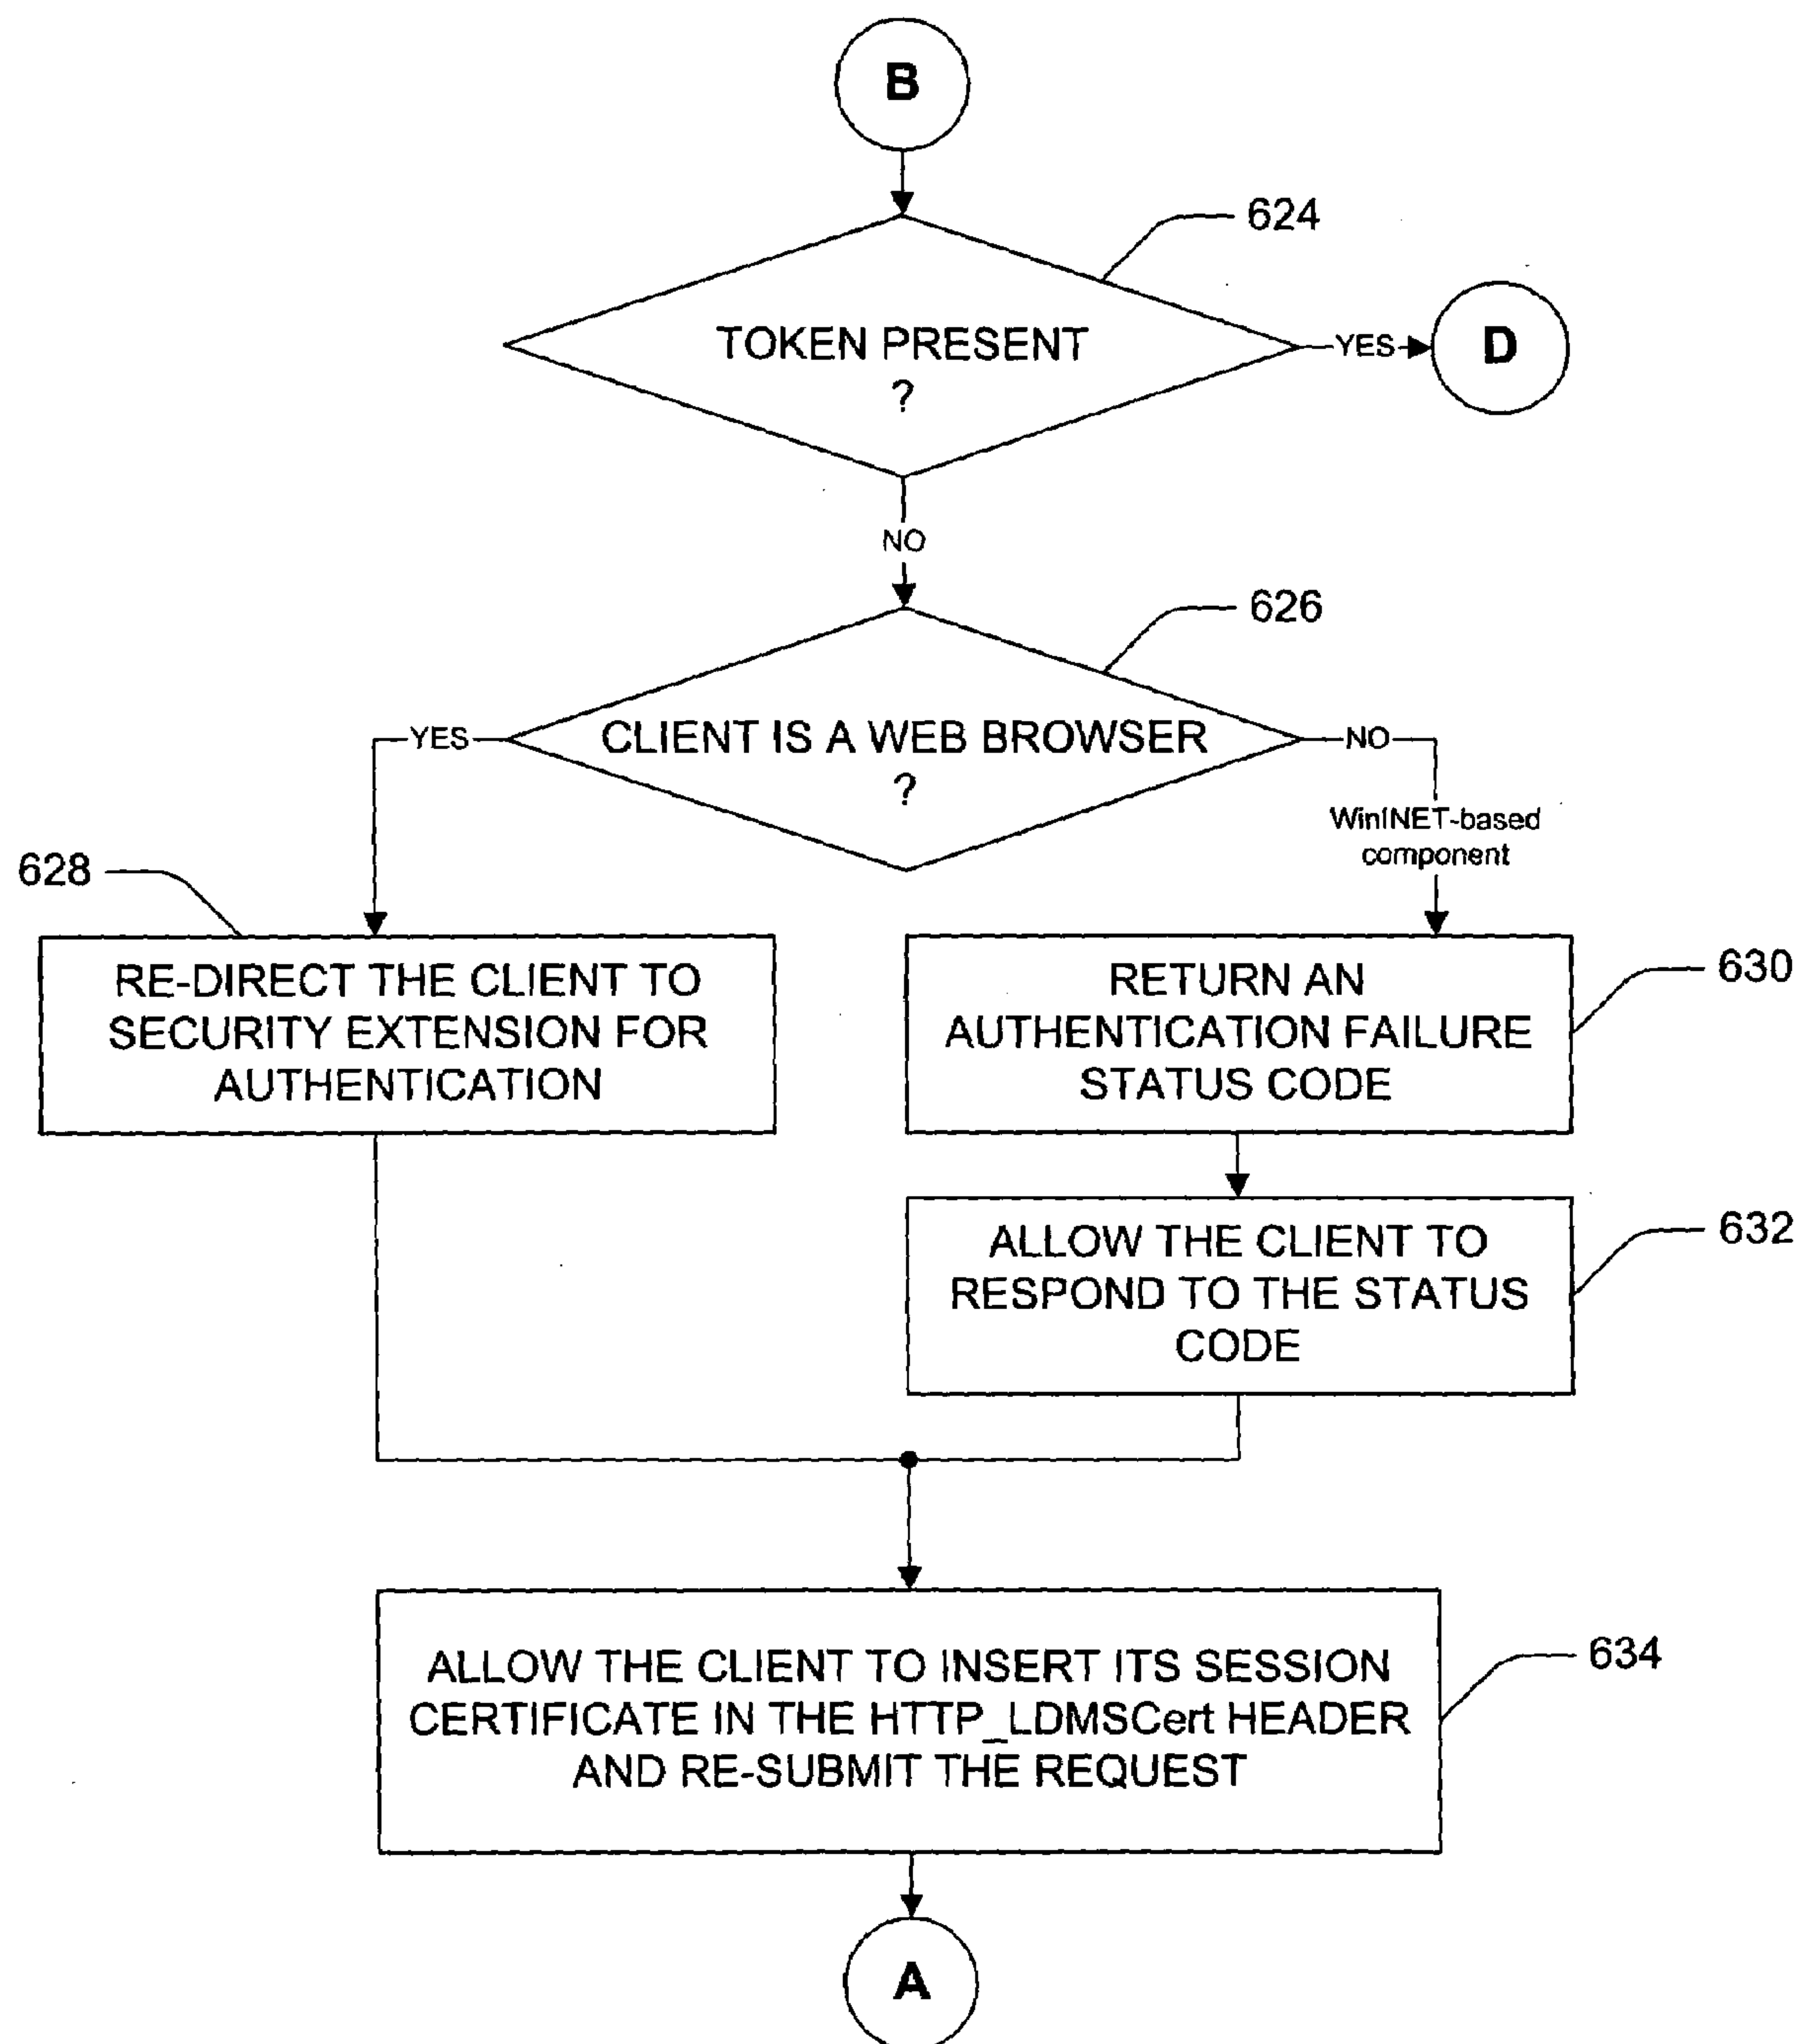 B
624
TOKEN PRESENT
?
YES
D
NO
626
CLIENT IS A WEB BROWSER
?
YES
NO
WinINET-based
component
628
RE-DIRECT THE CLIENT TO
SECURITY EXTENSION FOR
AUTHENTICATION
630
RETURN AN
AUTHENTICATION FAILURE
STATUS CODE
632
ALLOW THE CLIENT TO
RESPOND TO THE STATUS
CODE
634
ALLOW THE CLIENT TO INSERT ITS SESSION
CERTIFICATE IN THE HTTP_LDMSCert HEADER
AND RE-SUBMIT THE REQUEST
A